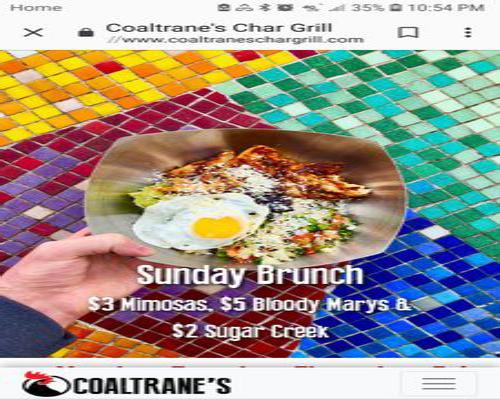 Home 35% 10:54 PM
Coaltrane's Char Grill
//www.coaltraneschargrill.com
Sunday Brunch
$3 Mimosas, $5 Bloody Marys &
$2 Sugar Creek
COALTRANE'S